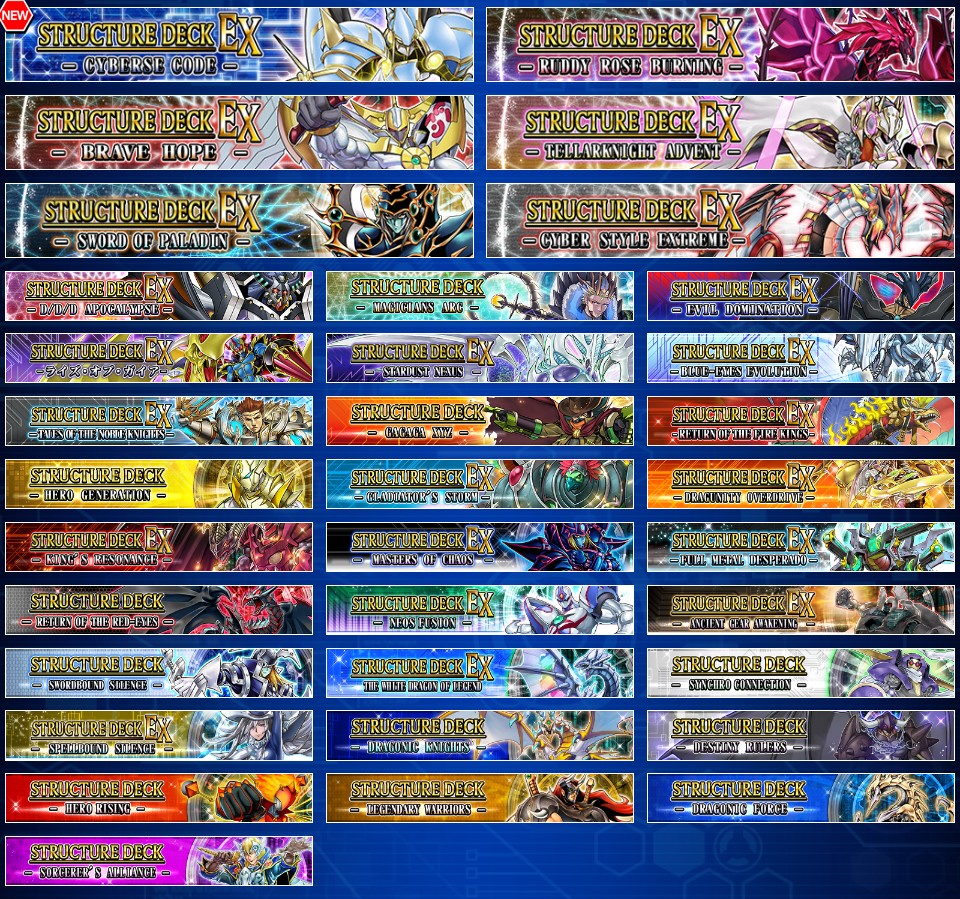 NEW
STRUCTURE DECK EX
- CYBERSE CODE -
STRUCTURE DECK EX
- RUDDY ROSE BURNING -
STRUCTURE DECK EX
- BRAVE HOPE -
STRUCTURE DECK EX
- TELLARKNIGHT ADVENT -
STRUCTURE DECK EX
- SWORD OF PALADIN -
STRUCTURE DECK EX
- CYBER STYLE EXTREME -
STRUCTURE DECK EX
- D/D/D APOCALYPSE -
STRUCTURE DECK
- MAGICIANS ARC -
STRUCTURE DECK EX
- EVIL DOMINATION -
STRUCTURE DECK EX
-ライズ・オブ・ガイア-
STRUCTURE DECK EX
- STARDUST NEXUS -
STRUCTURE DECK EX
- BLUE-EYES EVOLUTION -
STRUCTURE DECK EX
-TALES OF THE NOBLE KNIGHTS-
STRUCTURE DECK
- GAGAGA XYZ -
STRUCTURE DECK EX
-RETURN OF THE FIRE KINGS-
STRUCTURE DECK
- HERO GENERATION -
STRUCTURE DECK EX
- GLADIATOR'S STORM -
STRUCTURE DECK EX
- DRAGUNITY OVERDRIVE -
STRUCTURE DECK EX
- KING'S RESONANCE -
STRUCTURE DECK EX
- MASTERS OF CHAOS -
STRUCTURE DECK EX
- FULL METAL DESPERADO -
STRUCTURE DECK
- RETURN OF THE RED-EYES -
STRUCTURE DECK EX
- NEOS FUSION -
STRUCTURE DECK EX
- ANCIENT GEAR AWAKENING -
STRUCTURE DECK
- SWORDBOUND SILENCE -
STRUCTURE DECK EX
- THE WHITE DRAGON OF LEGEND -
STRUCTURE DECK
- SYNCHRO CONNECTION -
STRUCTURE DECK EX
- SPELLBOUND SILENCE -
STRUCTURE DECK
- DRAGONIC KNIGHTS -
STRUCTURE DECK
- DESTINY RULERS -
STRUCTURE DECK
- HERO RISING -
STRUCTURE DECK
- LEGENDARY WARRIORS -
STRUCTURE DECK
- DRAGONIC FORCE -
STRUCTURE DECK
- SORCERER'S ALLIANCE -